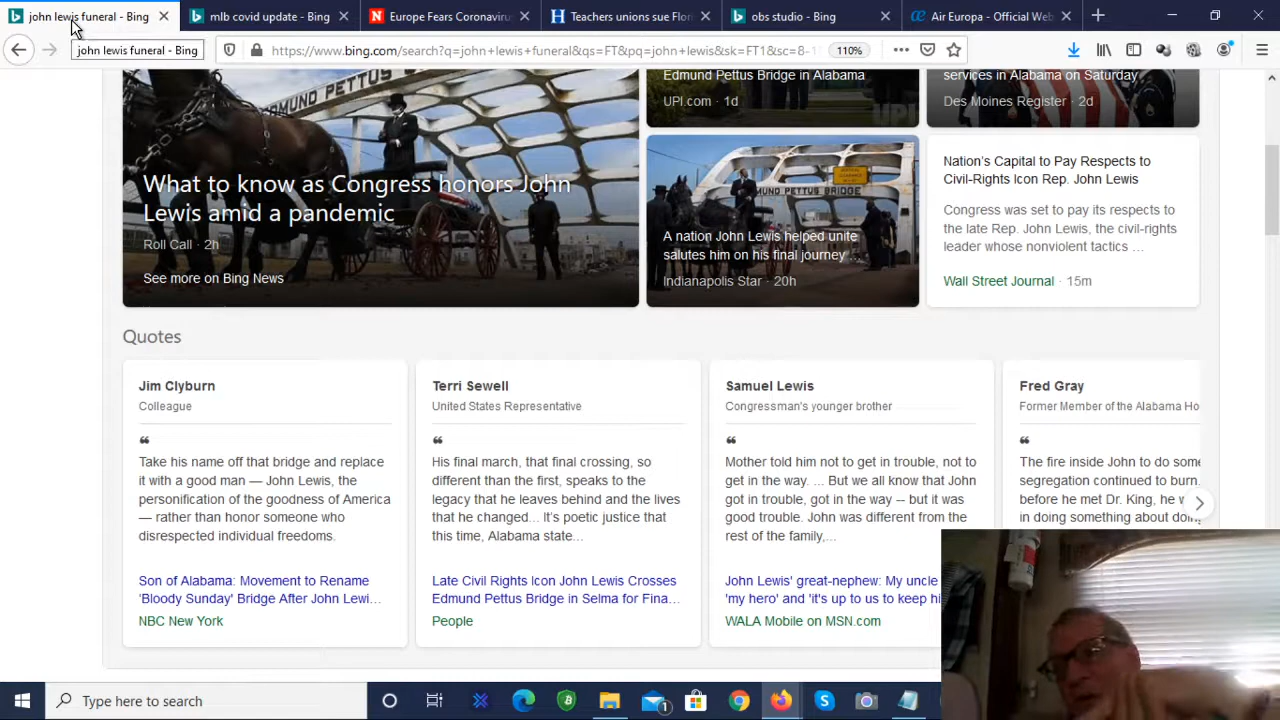 john lewis funeral - Bing
mlb covid update - Bing
Europe Fears Coronavirus
Teachers unions sue Flor
obs studio - Bing
Air Europa - Official Web
john lewis funeral - Bing
https://www.bing.com/search?q=john+lewis+funeral&qs=FT&pq=john+lewis&sk=FT1&sc=8-1
110%
EDMUND PETTUS BRIDGE
What to know as Congress honors John
Lewis amid a pandemic
Roll Call · 2h
See more on Bing News
Edmund Pettus Bridge in Alabama
UPI.com · 1d
UPI
services in Alabama on Saturday
Des Moines Register · 2d
MUND PETTUS BRIDGE
A nation John Lewis helped unite
salutes him on his final journey ...
Indianapolis Star · 20h
Nation's Capital to Pay Respects to
Civil-Rights Icon Rep. John Lewis
Congress was set to pay its respects to
the late Rep. John Lewis, the civil-rights
leader whose nonviolent tactics ...
Wall Street Journal · 15m
Quotes
Jim Clyburn
Colleague
❝
Take his name off that bridge and replace
it with a good man — John Lewis, the
personification of the goodness of America
— rather than honor someone who
disrespected individual freedoms.
Son of Alabama: Movement to Rename
'Bloody Sunday' Bridge After John Lewi...
NBC New York
Terri Sewell
United States Representative
❝
His final march, that final crossing, so
different than the first, speaks to the
legacy that he leaves behind and the lives
that he changed... It's poetic justice that
this time, Alabama state...
Late Civil Rights Icon John Lewis Crosses
Edmund Pettus Bridge in Selma for Fina...
People
Samuel Lewis
Congressman's younger brother
❝
Mother told him not to get in trouble, not to
get in the way. ... But we all know that John
got in trouble, got in the way -- but it was
good trouble. John was different from the
rest of the family,...
John Lewis' great-nephew: My uncle
'my hero' and 'it's up to us to keep hi
WALA Mobile on MSN.com
Fred Gray
Former Member of the Alabama Ho
❝
The fire inside John to do some
segregation continued to burn.
before he met Dr. King, he w
in doing something about doin
Type here to search
1